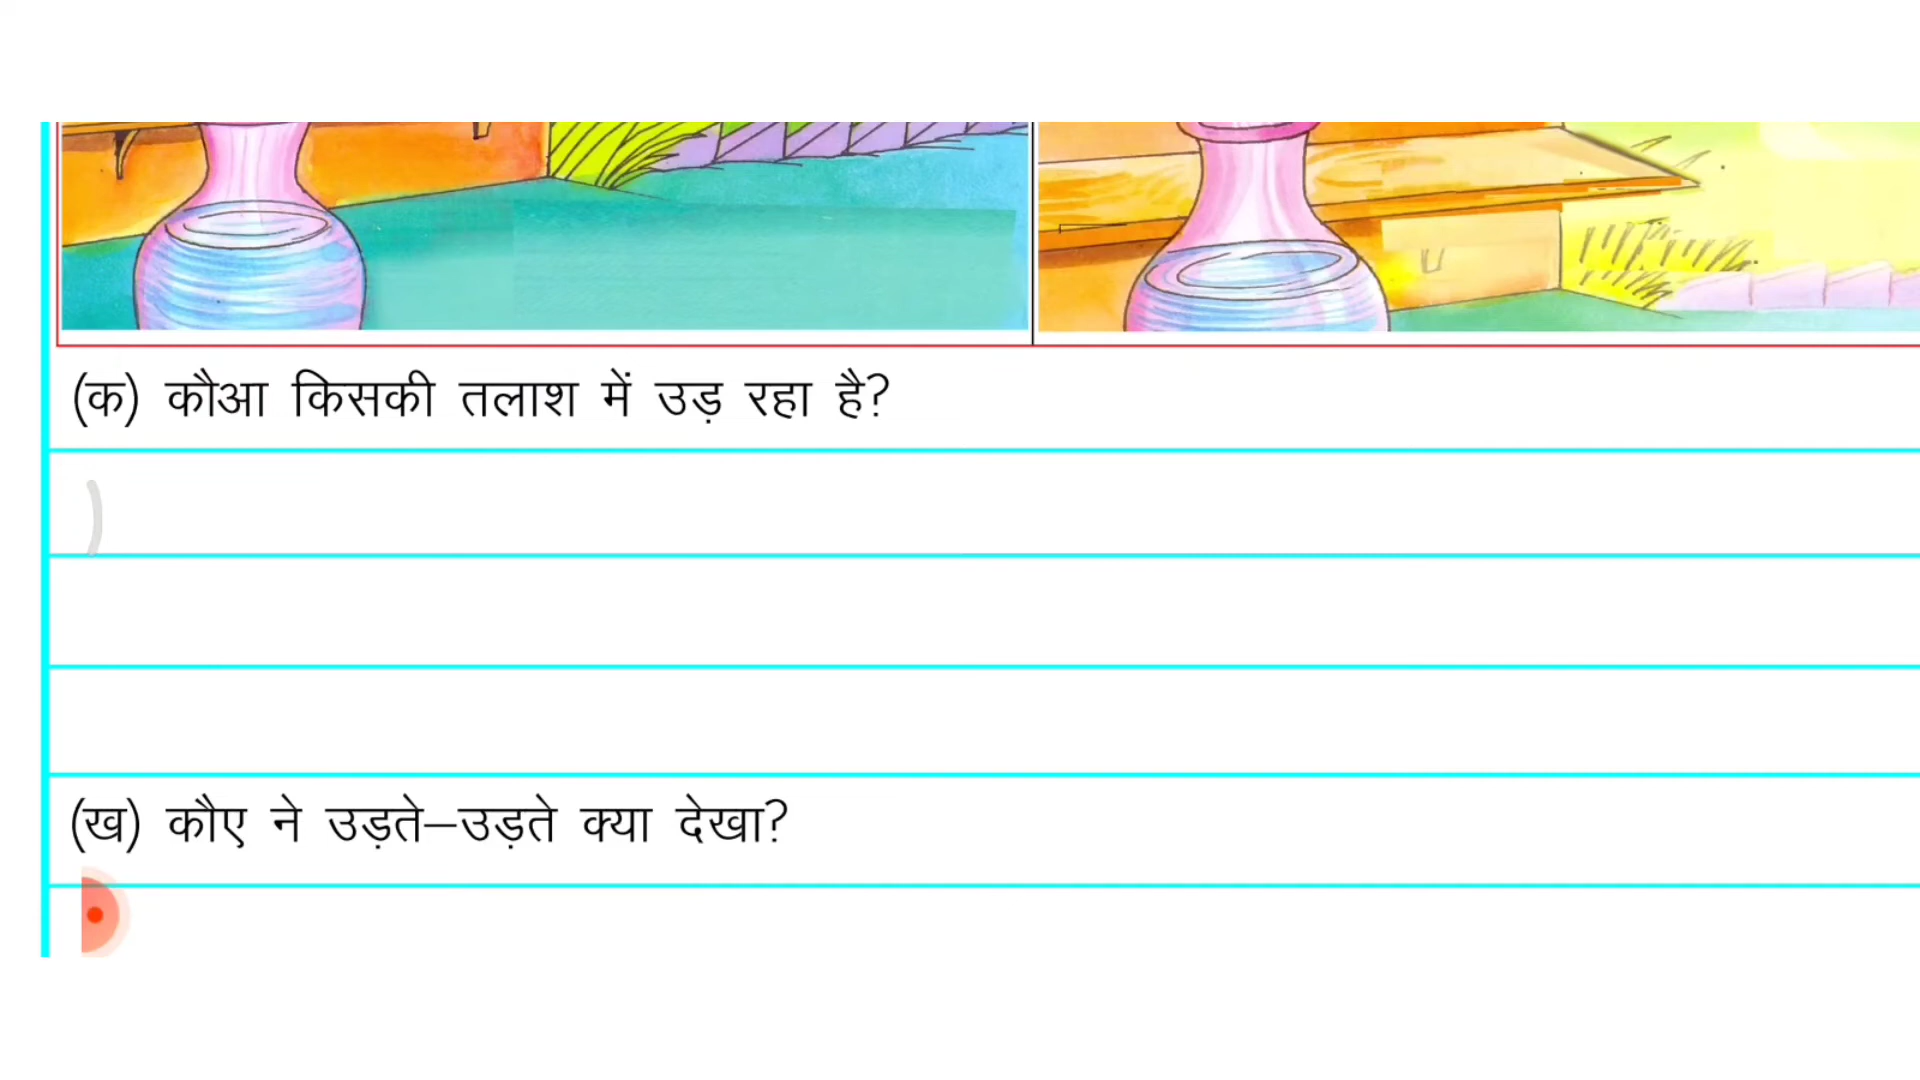 (क) कौआ किसकी तलाश में उड़ रहा है?
(ख) कौए ने उड़ते–उड़ते क्या देखा?